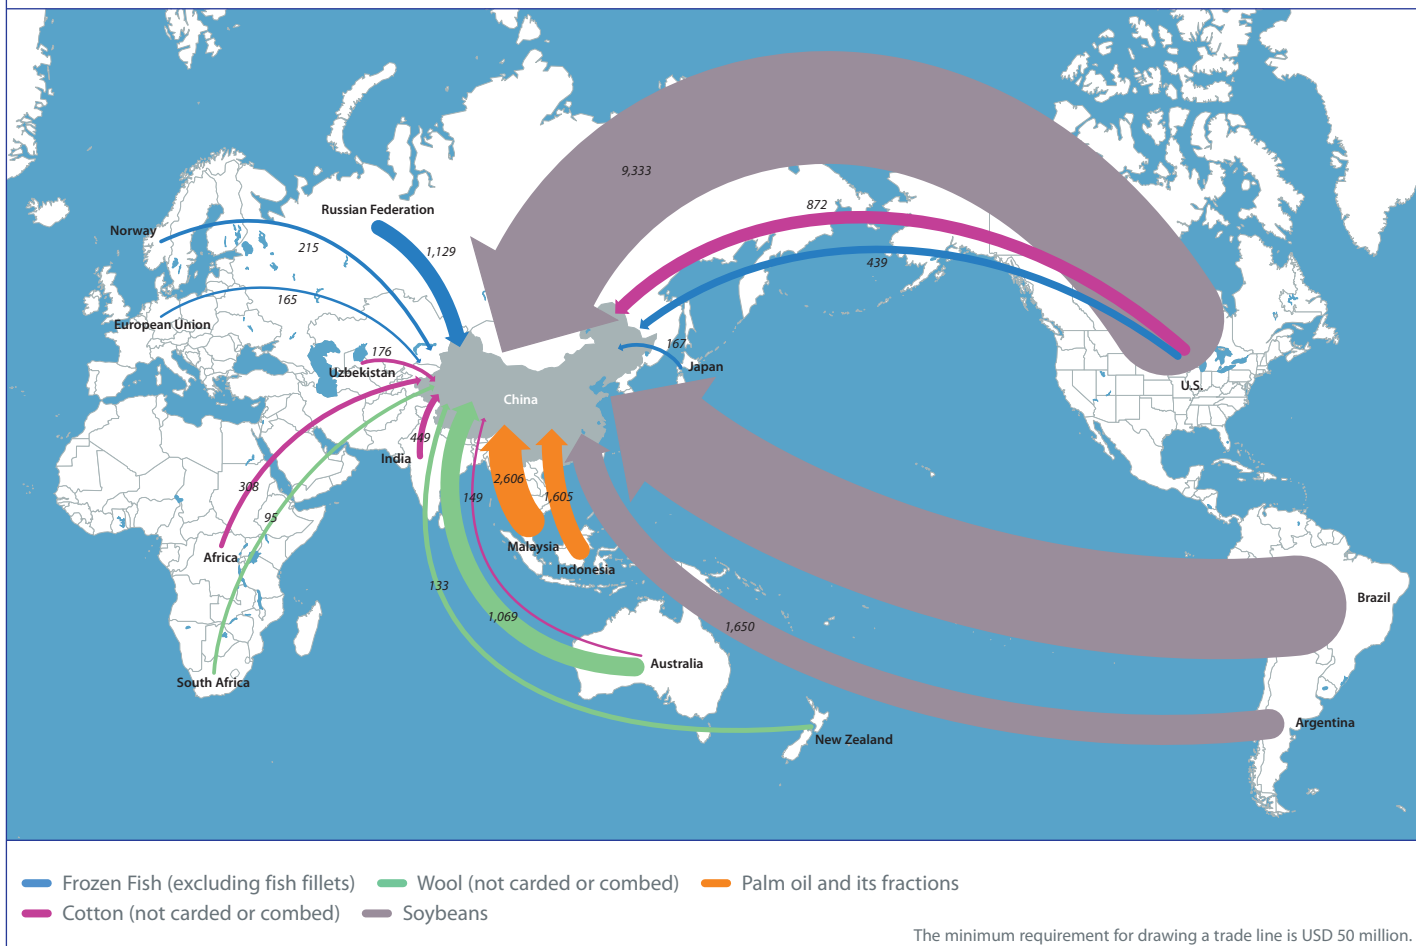 9,333
872
439
Russian Federation
Norway
215
1,129
165
European Union
176
Uzbekistan
167
Japan
U.S.
China
449
India
308
95
2,606
1,605
149
Malaysia
Indonesia
Africa
133
1,069
1,650
Brazil
Australia
South Africa
Argentina
New Zealand
Frozen Fish (excluding fish fillets)
Wool (not carded or combed)
Palm oil and its fractions
Cotton (not carded or combed)
Soybeans
The minimum requirement for drawing a trade line is USD 50 million.